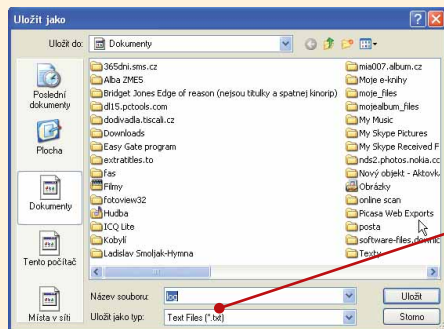 Uložit jako
Uložit do:
Dokumenty
Poslední
dokumenty
Plocha
Dokumenty
Tento počítač
Místa v síti
365dni.sms.cz
Alba ZME5
Bridget Jones Edge of reason (nejsou titulky a spatnej kinorip)
dl15.pctools.com
dodivadla.tiscali.cz
Downloads
Easy Gate program
extratitles.to
fas
Filmy
fotoview32
Hudba
ICQ Lite
Kobylí
Ladislav Smoljak-Hymna
mia007.album.cz
Moje e-knihy
moje_files
mojealbum_files
My Music
My Skype Pictures
My Skype Received F
nds2.photos.nokia.cc
Nový objekt - Aktovk
Obrázky
online scan
Picasa Web Exports
posta
Texty
Název souboru:
log
Uložit
Uložit jako typ:
Text Files (*.txt)
Storno